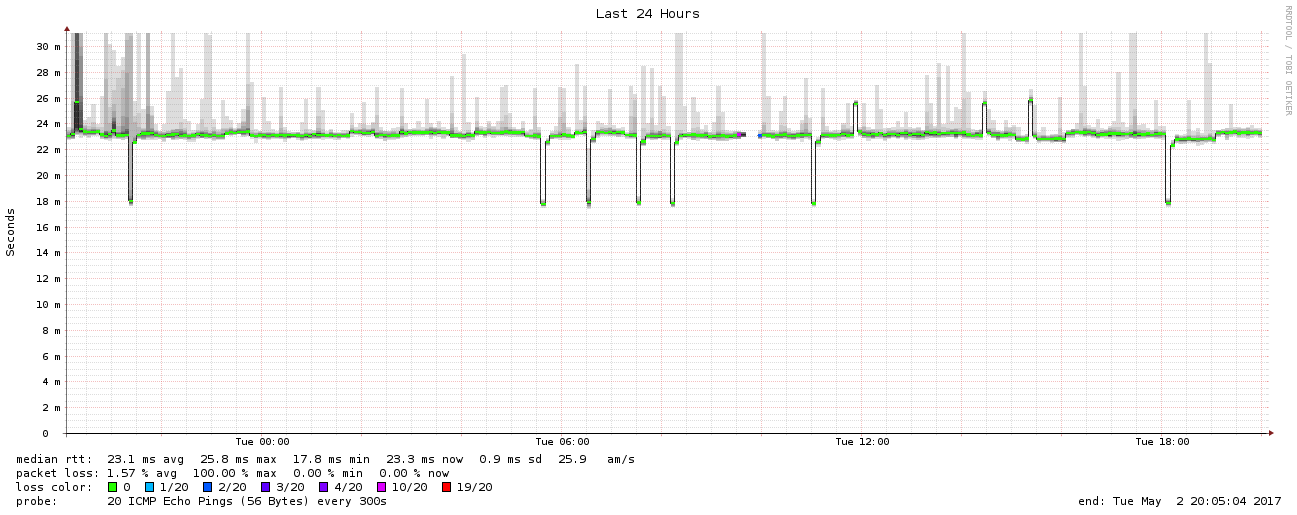 Last 24 Hours
RRDTOOL / TOBI OETIKER
Seconds
30 m
28 m
26 m
24 m
22 m
20 m
18 m
16 m
14 m
12 m
10 m
8 m
6 m
4 m
2 m
0
Tue 00:00 Tue 06:00 Tue 12:00 Tue 18:00
median rtt: 23.1 ms avg 25.8 ms max 17.8 ms min 23.3 ms now 0.9 ms sd 25.9 am/s
packet loss: 1.57 % avg 100.00 % max 0.00 % min 0.00 % now
loss color: 0 1/20 2/20 3/20 4/20 10/20 19/20
probe: 20 ICMP Echo Pings (56 Bytes) every 300s end: Tue May 2 20:05:04 2017